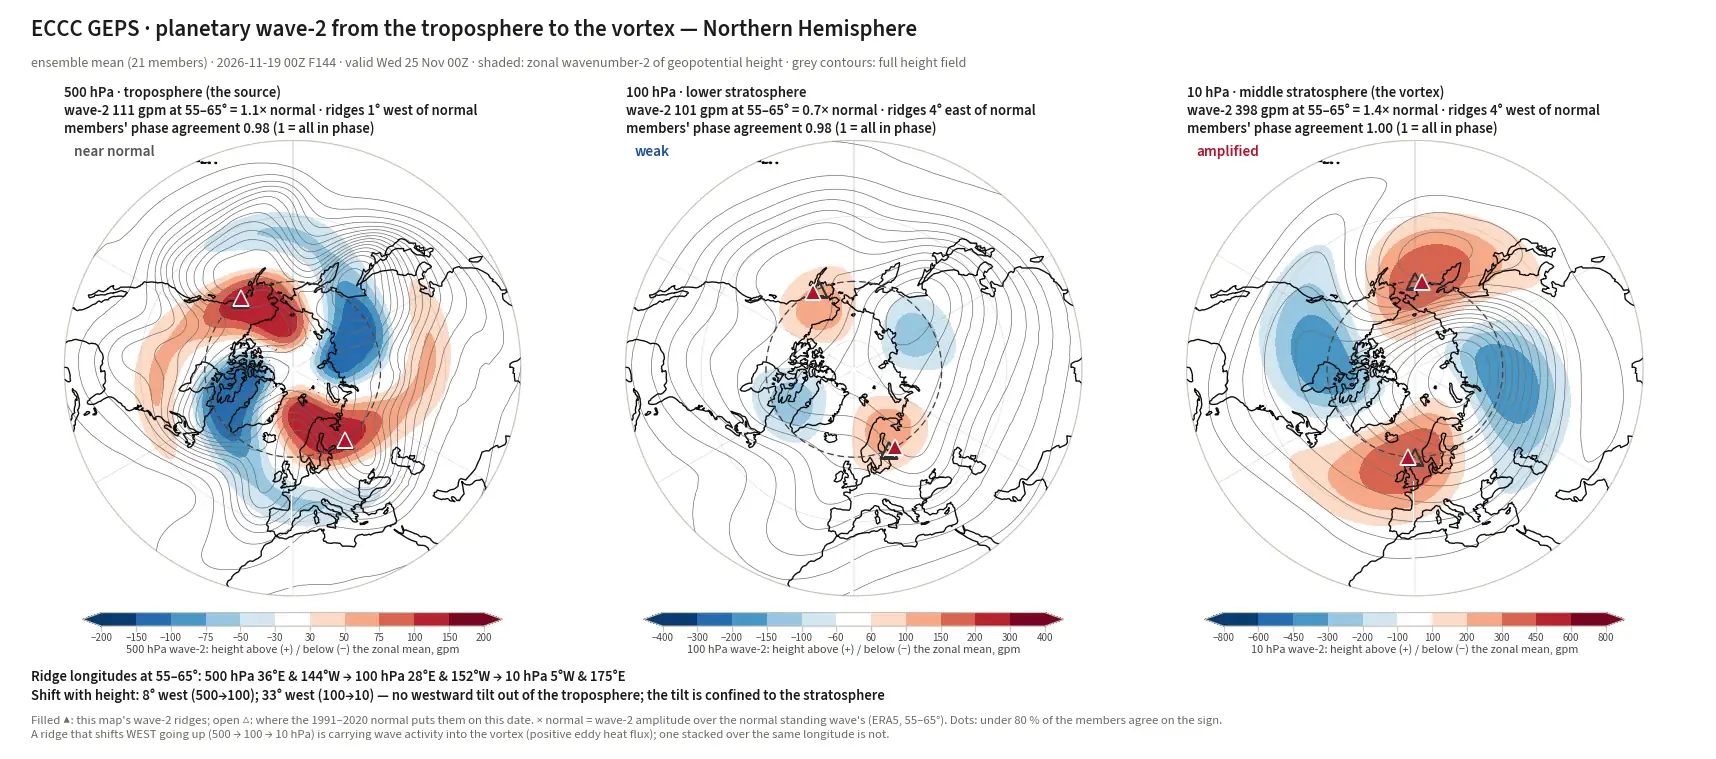 ECCC GEPS · planetary wave-2 from the troposphere to the vortex — Northern Hemisphere
ensemble mean (21 members) · 2026-11-19 00Z F144 · valid Wed 25 Nov 00Z · shaded: zonal wavenumber-2 of geopotential height · grey contours: full height field
500 hPa · troposphere (the source)
wave-2 111 gpm at 55–65° = 1.1× normal · ridges 1° west of normal
members' phase agreement 0.98 (1 = all in phase)
near normal
100 hPa · lower stratosphere
wave-2 101 gpm at 55–65° = 0.7× normal · ridges 4° east of normal
members' phase agreement 0.98 (1 = all in phase)
weak
10 hPa · middle stratosphere (the vortex)
wave-2 398 gpm at 55–65° = 1.4× normal · ridges 4° west of normal
members' phase agreement 1.00 (1 = all in phase)
amplified
−200 −150 −100 −75 −50 −30 30 50 75 100 150 200
500 hPa wave-2: height above (+) / below (−) the zonal mean, gpm
−400 −300 −200 −150 −100 −60 60 100 150 200 300 400
100 hPa wave-2: height above (+) / below (−) the zonal mean, gpm
−800 −600 −450 −300 −200 −100 100 200 300 450 600 800
10 hPa wave-2: height above (+) / below (−) the zonal mean, gpm
Ridge longitudes at 55–65°: 500 hPa 36°E & 144°W → 100 hPa 28°E & 152°W → 10 hPa 5°W & 175°E
Shift with height: 8° west (500→100); 33° west (100→10) — no westward tilt out of the troposphere; the tilt is confined to the stratosphere
Filled ▲: this map's wave-2 ridges; open △: where the 1991–2020 normal puts them on this date. × normal = wave-2 amplitude over the normal standing wave's (ERA5, 55–65°). Dots: under 80 % of the members agree on the sign.
A ridge that shifts WEST going up (500 → 100 → 10 hPa) is carrying wave activity into the vortex (positive eddy heat flux); one stacked over the same longitude is not.